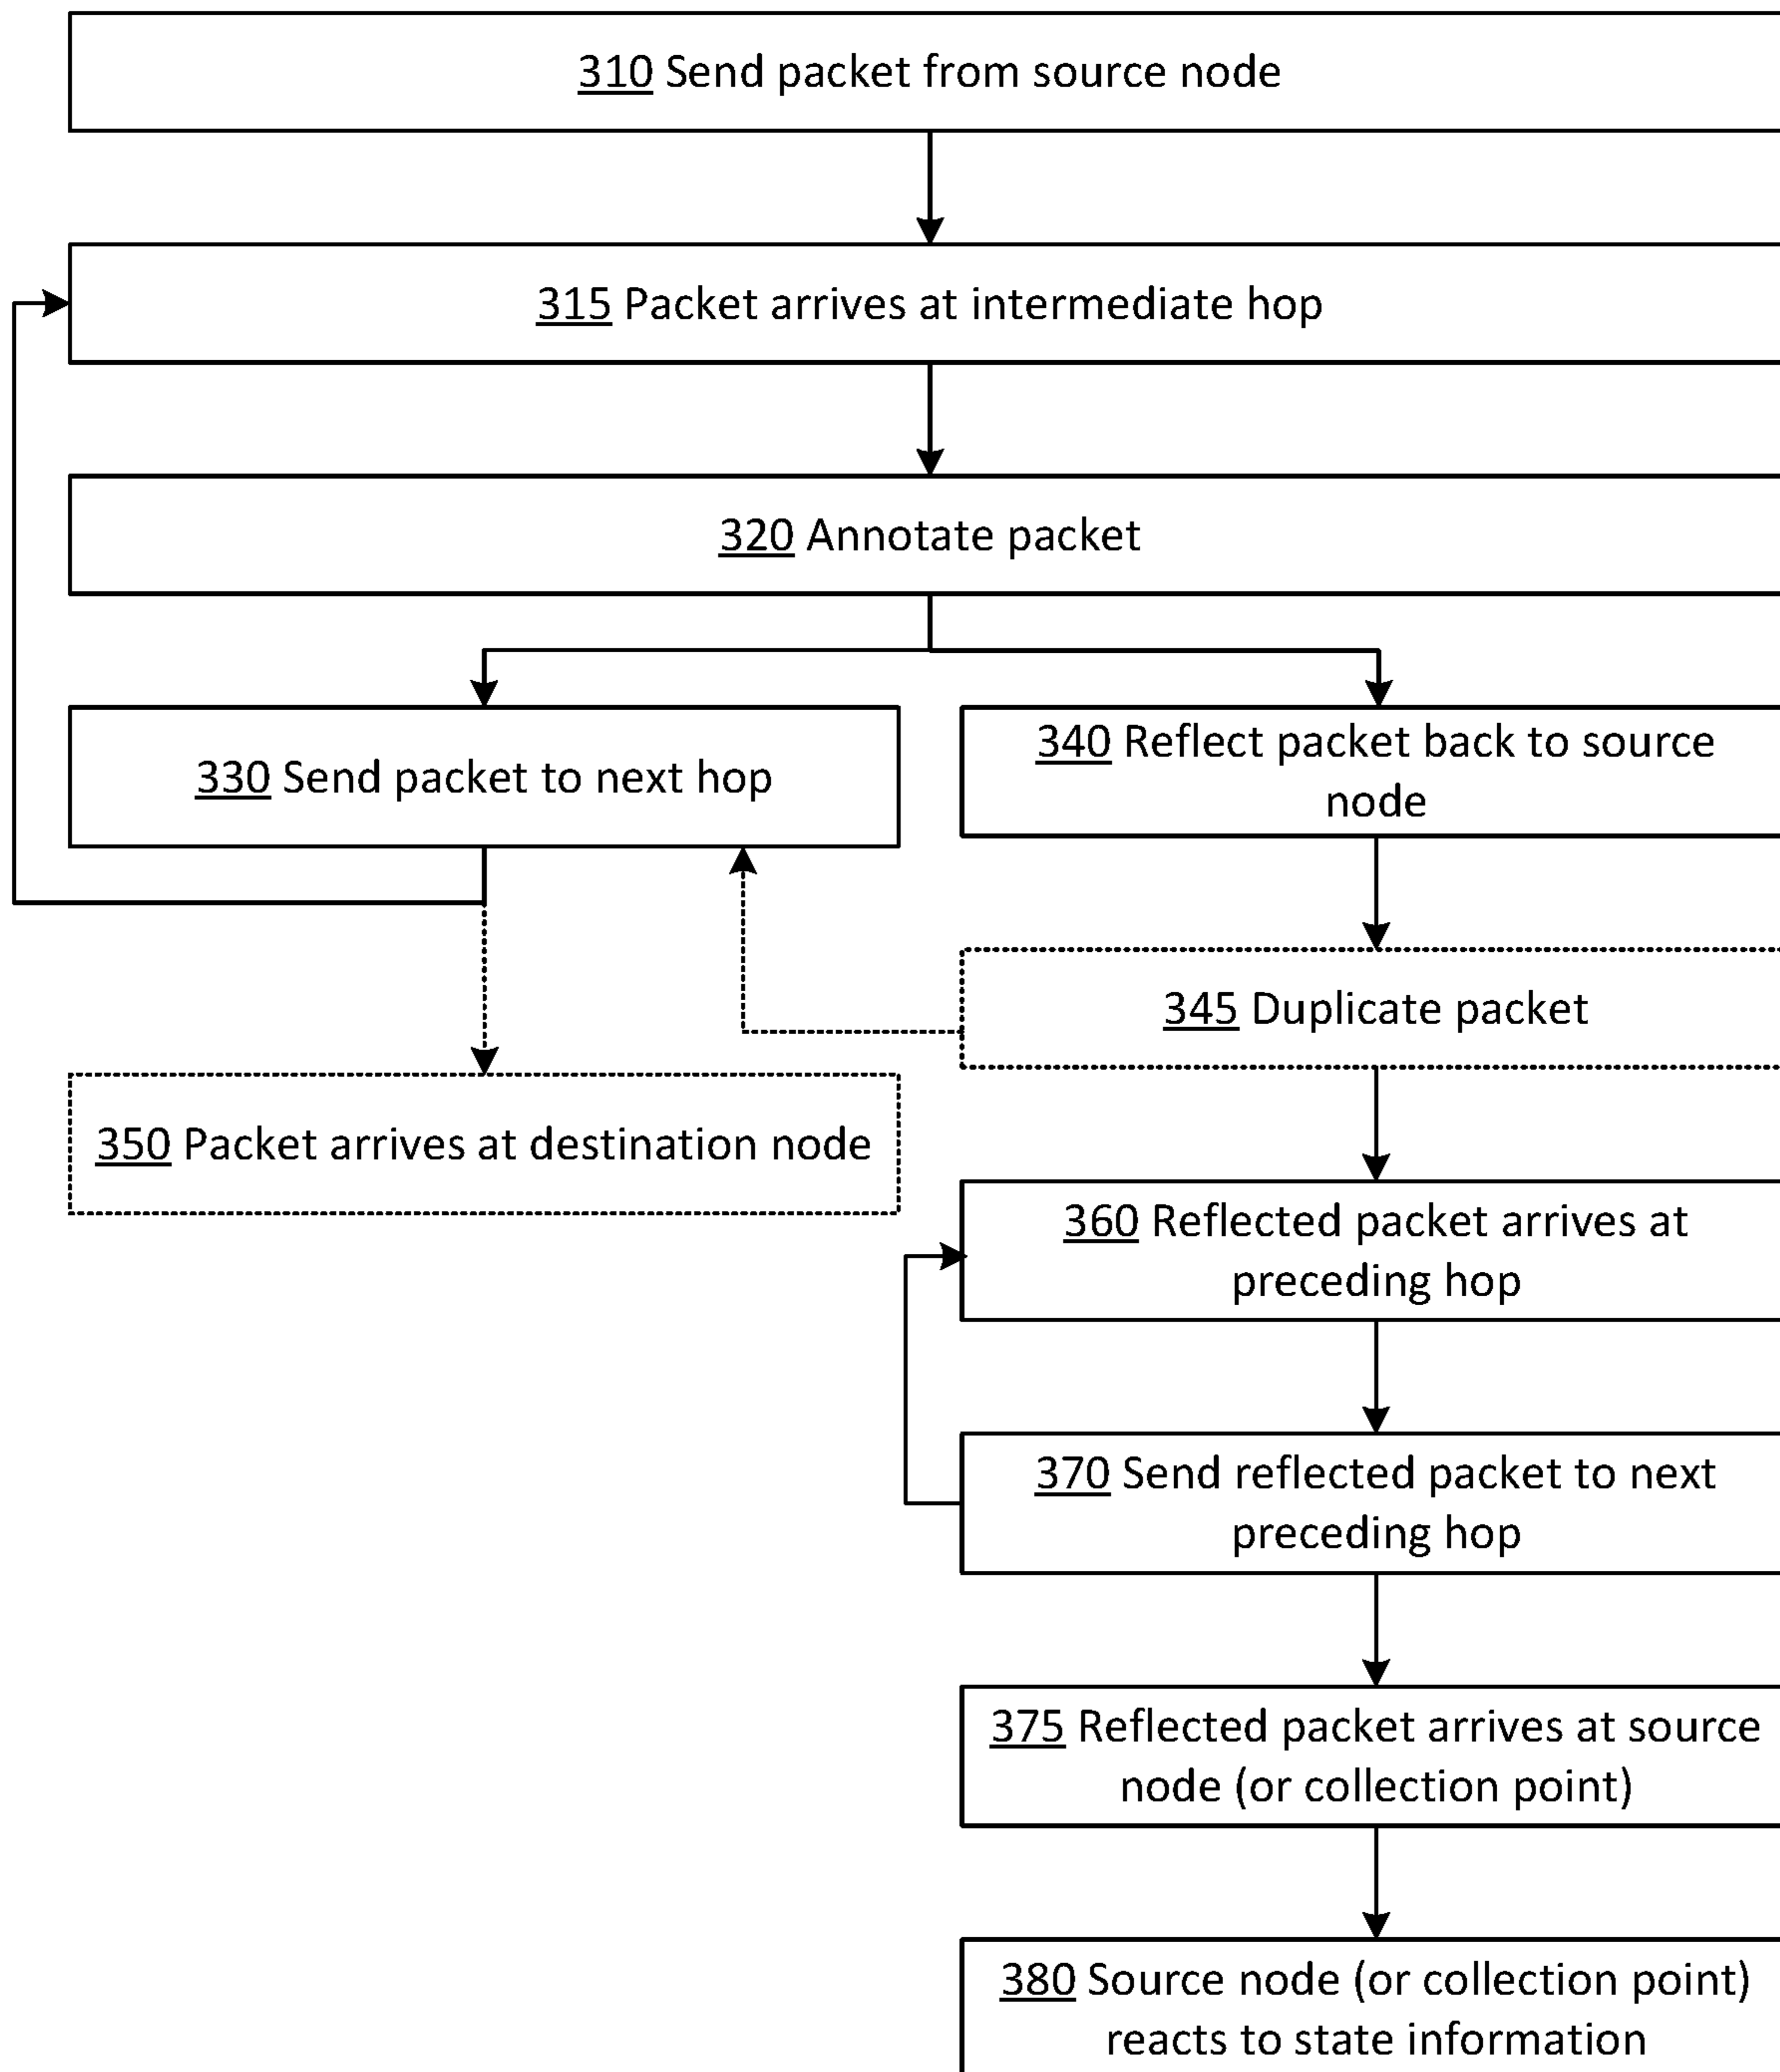 310 Send packet from source node
315 Packet arrives at intermediate hop
320 Annotate packet
330 Send packet to next hop
340 Reflect packet back to source
node
345 Duplicate packet
350 Packet arrives at destination node
360 Reflected packet arrives at
preceding hop
370 Send reflected packet to next
preceding hop
375 Reflected packet arrives at source
node (or collection point)
380 Source node (or collection point)
reacts to state information